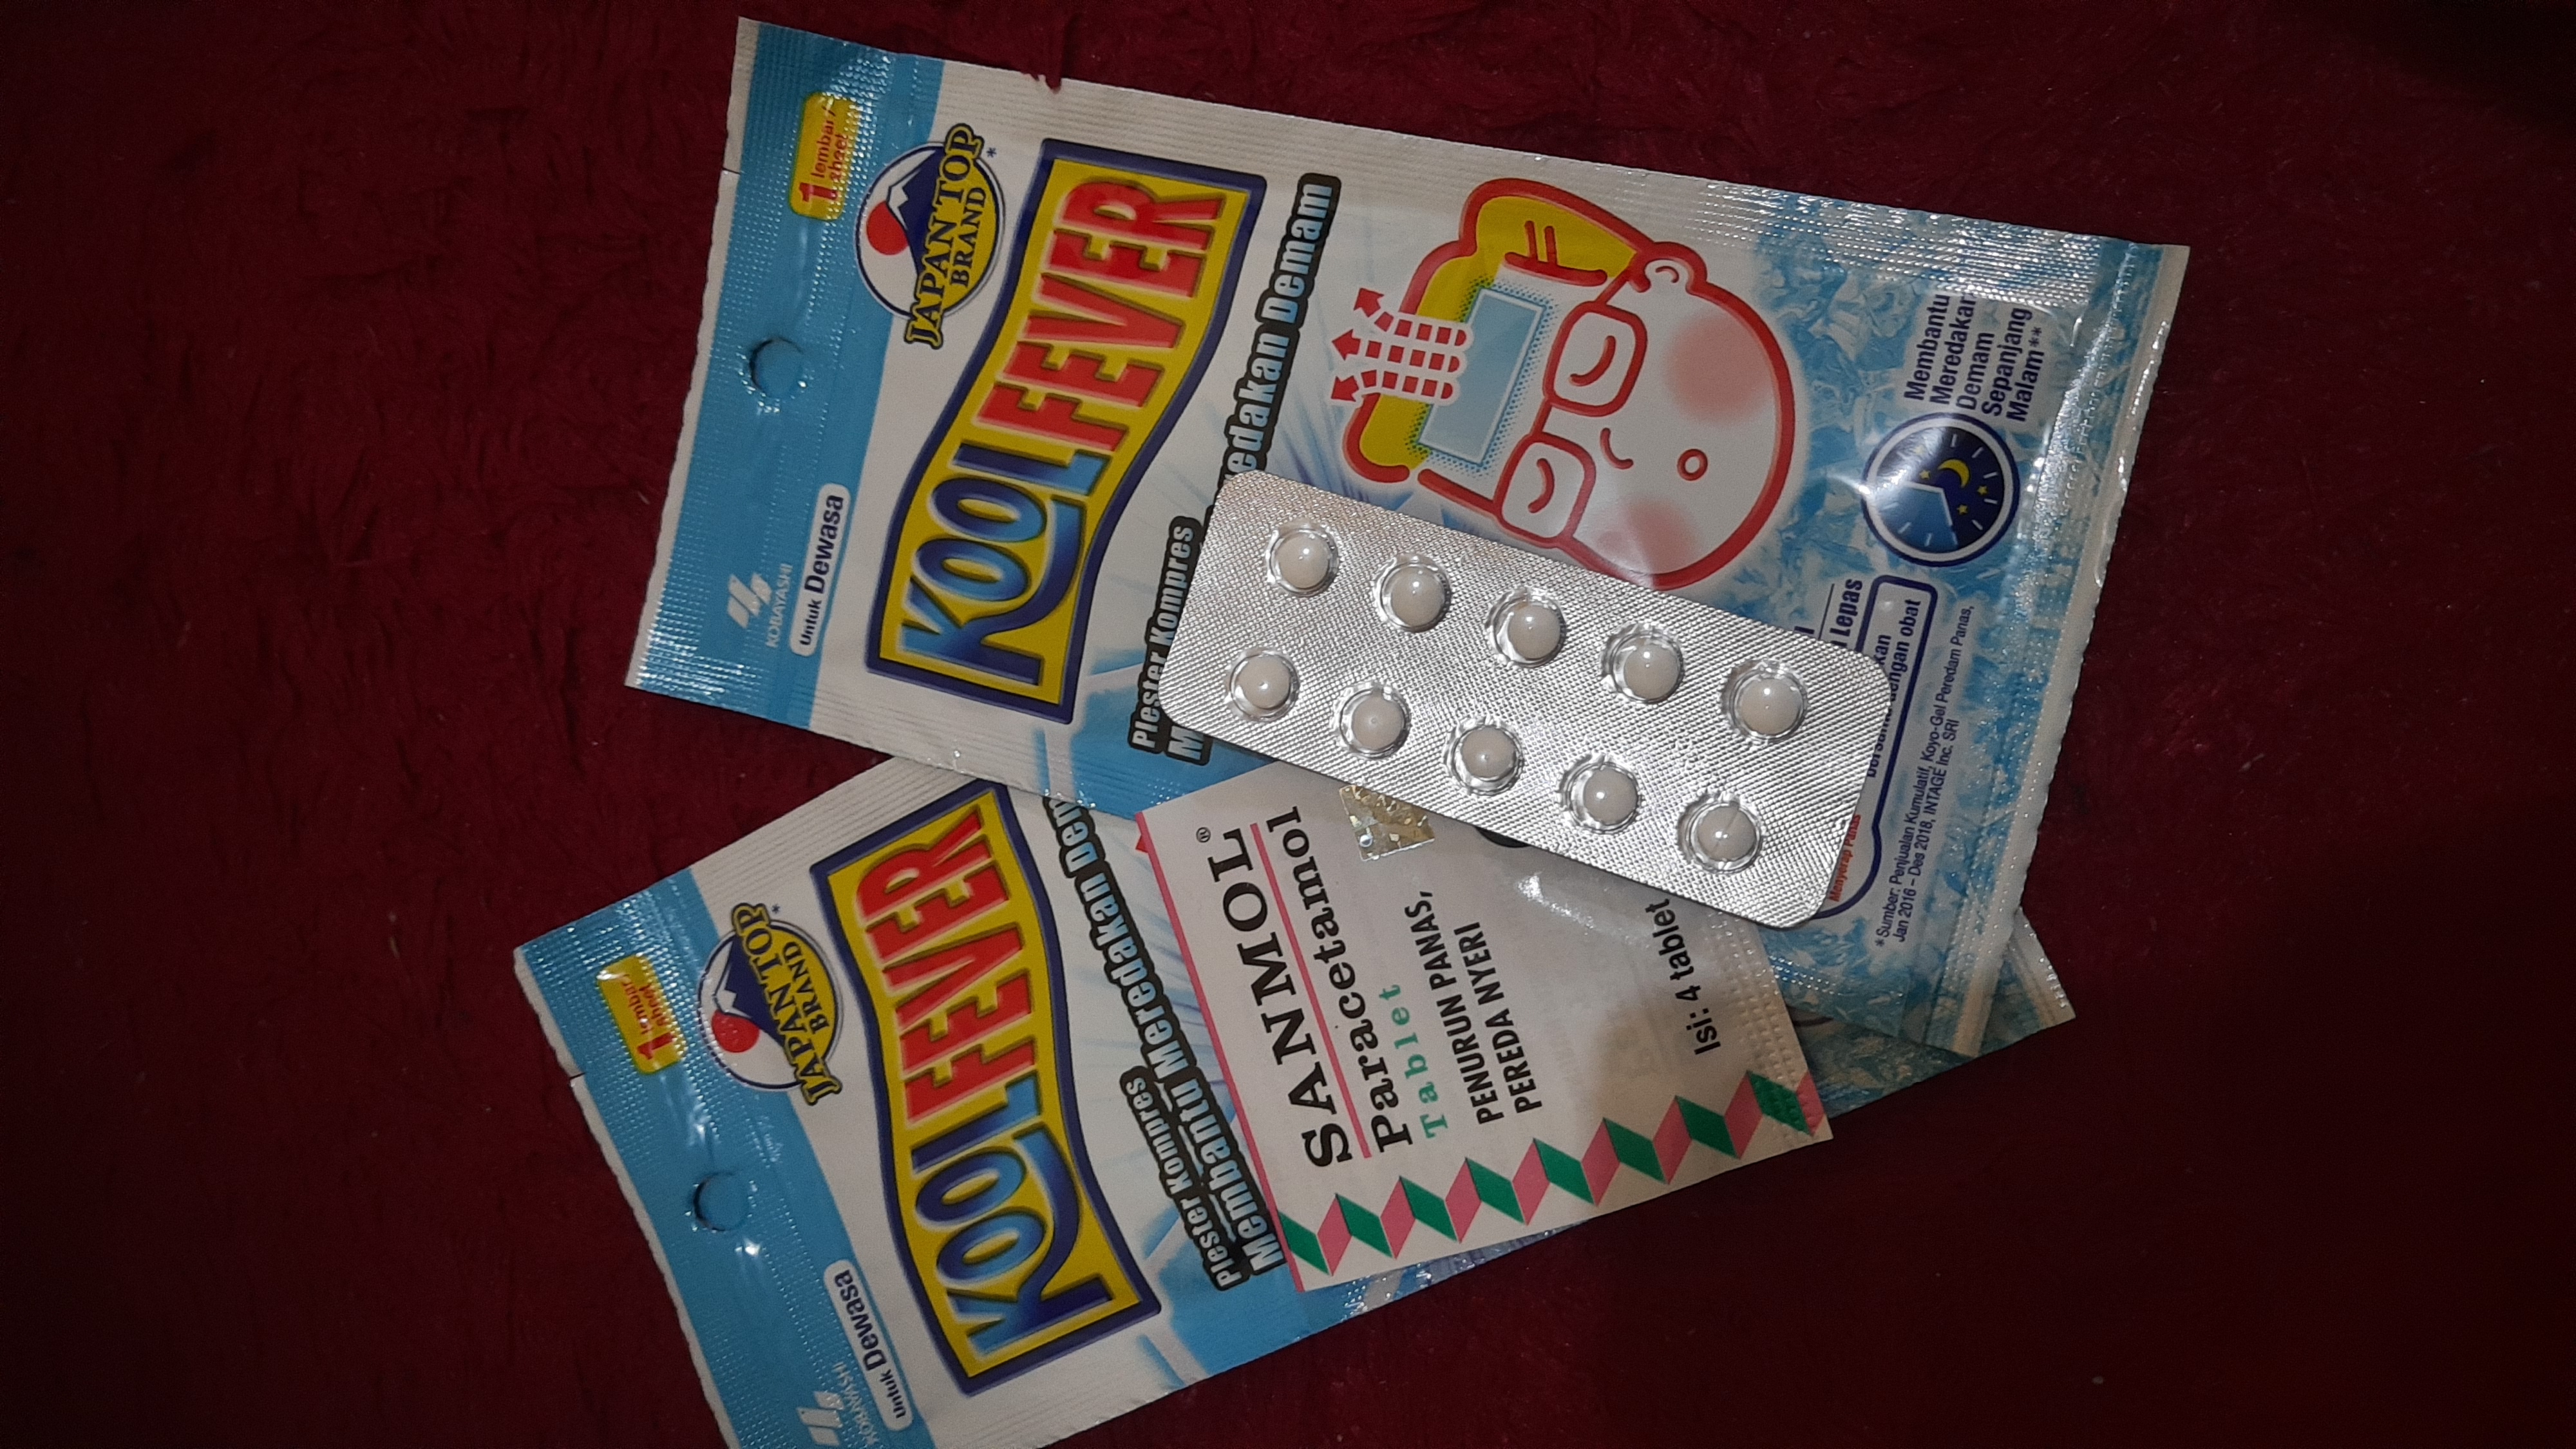 1 lembar/
sheet
JAPAN TOP
BRAND
*
KOBAYASHI
Untuk Dewasa
KOOLFEVER
Plester Kompres
Membantu Meredakan Dem
SANMOL®
Paracetamol
Tablet
PENURUN PANAS,
PEREDA NYERI
Isi: 4 tablet
KOBAYASHI
Untuk Dewasa
1 lembar/
sheet
JAPAN TOP
BRAND
*
KOOLFEVER
Plester Kompres
M edakan Demam
Menyerap Panas
Lepas
kan
bersama dengan obat
*Sumber: Penjualan Kumulatif, Koyo-Gel Peredam Panas,
Jan 2016 – Des 2018, INTAGE Inc. SRI
Membantu
Meredakan
Demam
Sepanjang
Malam**